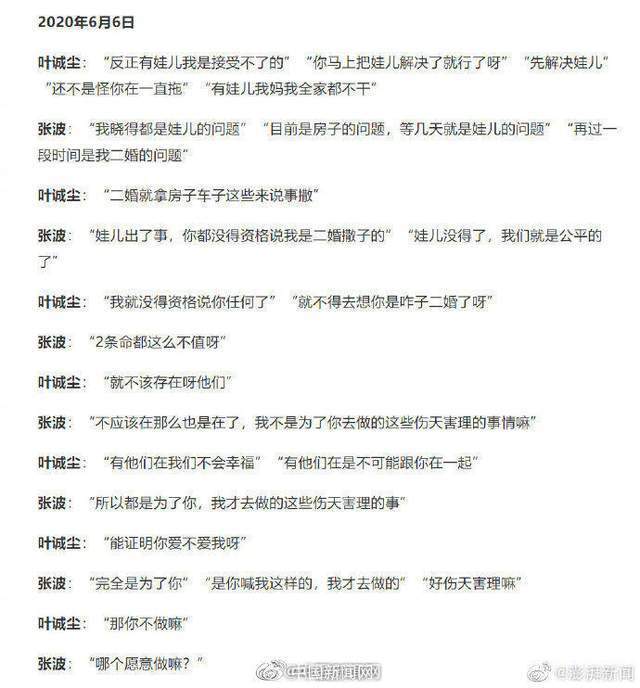 2020年6月6日
叶诚尘：“反正有娃儿我是接受不了的” “你马上把娃儿解决了就行了呀” “先解决娃儿”
“还不是怪你在一直拖” “有娃儿我妈我全家都不干”
张波：“我晓得都是娃儿的问题” “目前是房子的问题，等几天就是娃儿的问题” “再过一
段时间是我二婚的问题”
叶诚尘：“二婚就拿房子车子这些来说事撒”
张波：“娃儿出了事，你都没得资格说我是二婚撒子的” “娃儿没得了，我们就是公平的
了”
叶诚尘：“我就没得资格说你任何了” “就不得去想你是咋子二婚了呀”
张波：“2条命都这么不值呀”
叶诚尘：“就不该存在呀他们”
张波：“不应该在那么也是在了，我不是为了你去做的这些伤天害理的事情嘛”
叶诚尘：“有他们在我们不会幸福” “有他们在是不可能跟你在一起”
张波：“所以都是为了你，我才去做的这些伤天害理的事”
叶诚尘：“能证明你爱不爱我呀”
张波：“完全是为了你” “是你喊我这样的，我才去做的” “好伤天害理嘛”
叶诚尘：“那你不做嘛”
张波：“哪个愿意做嘛？”
@中国新闻网
@澎湃新闻